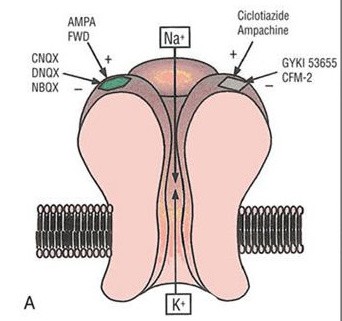 AMPA
FWD
+
CNQX
DNQX
NBQX
−
Na+
Ciclotiazide
Ampachine
+
GYKI 53655
CFM-2
−
A
K+